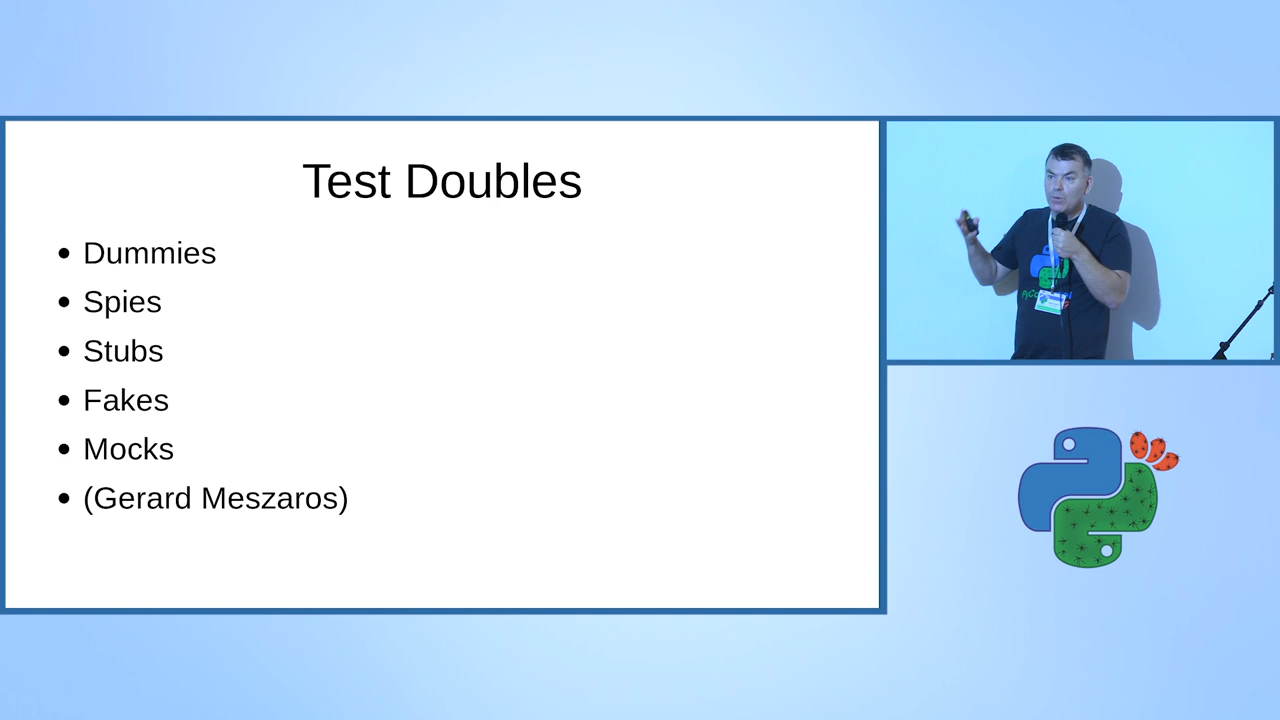 Test Doubles
Dummies
Spies
Stubs
Fakes
Mocks
(Gerard Meszaros)